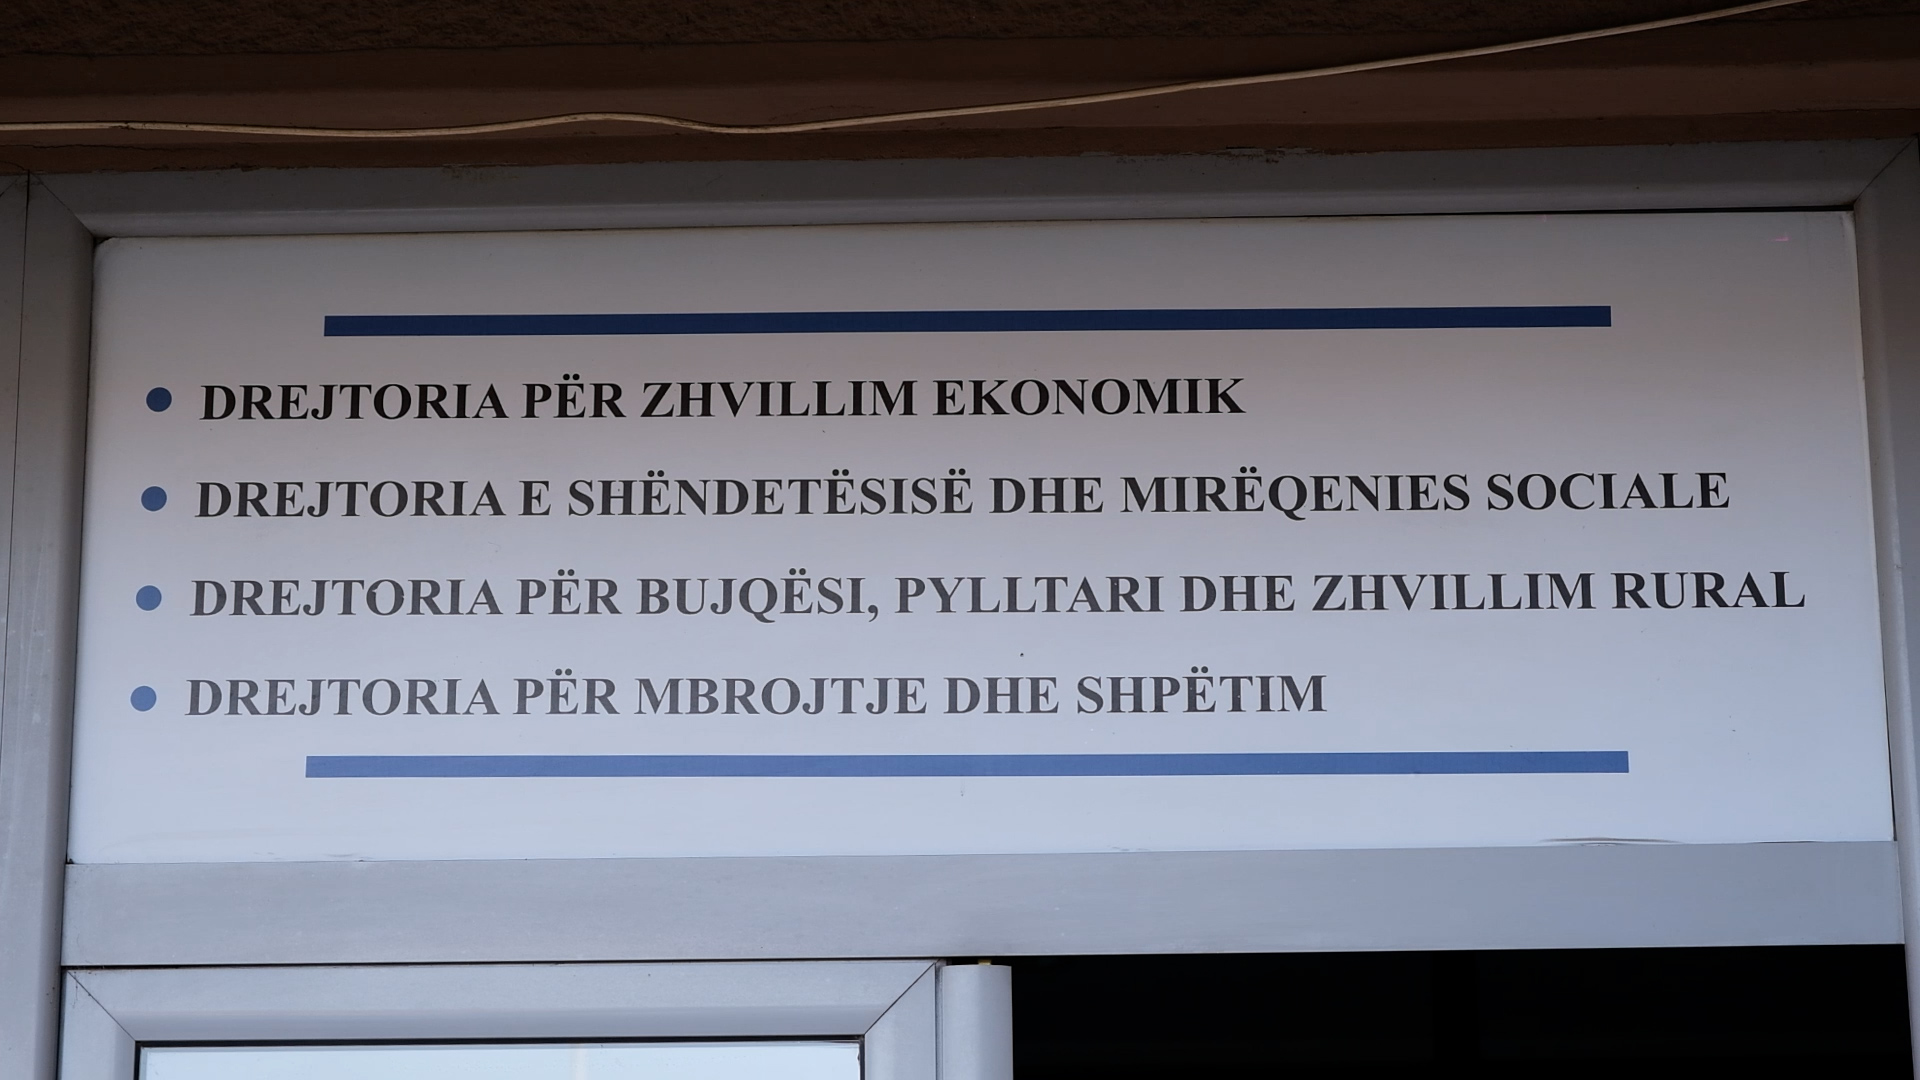 • DREJTORIA PËR ZHVILLIM EKONOMIK
• DREJTORIA E SHËNDETËSISË DHE MIRËQENIES SOCIALE
• DREJTORIA PËR BUJQËSI, PYLLTARI DHE ZHVILLIM RURAL
• DREJTORIA PËR MBROJTJE DHE SHPËTIM